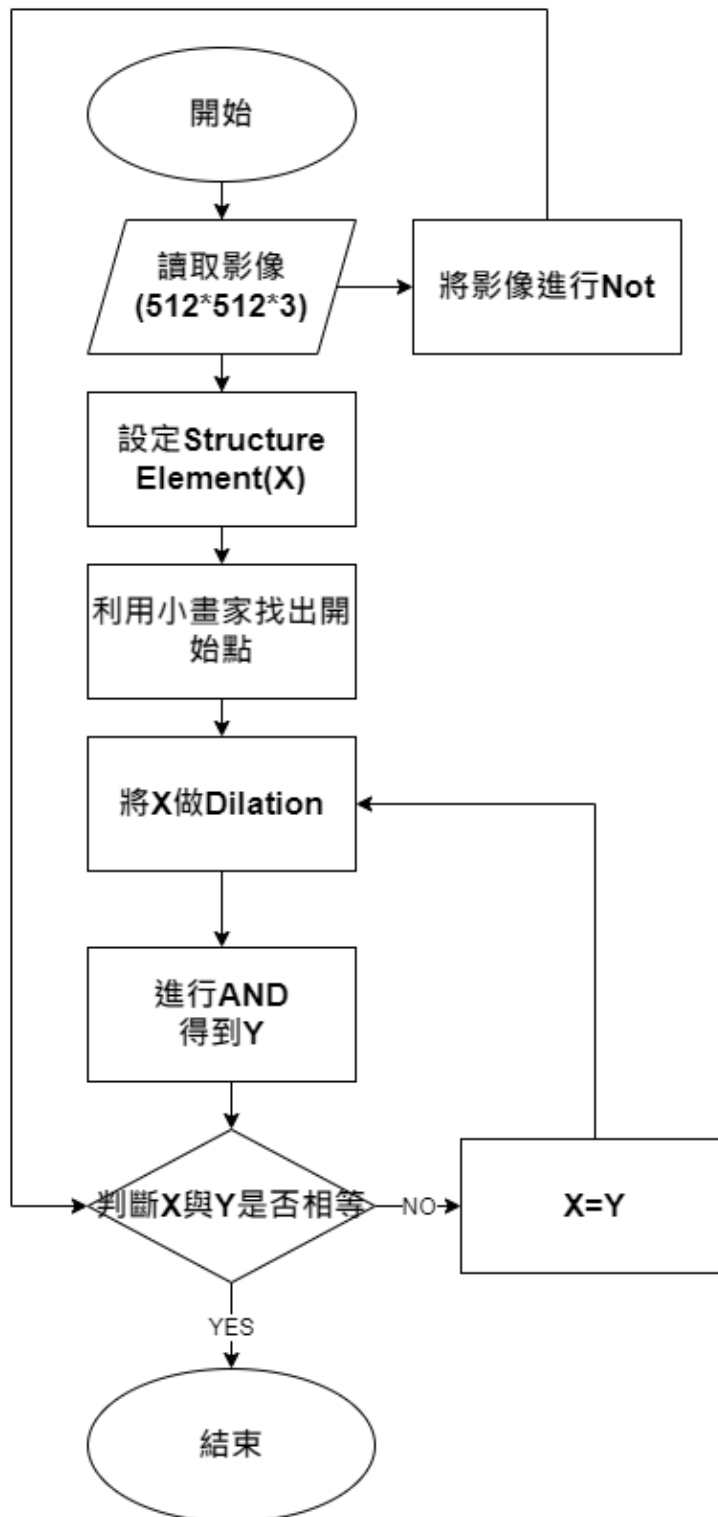 開始
讀取影像
(512*512*3)
將影像進行Not
設定Structure
Element(X)
利用小畫家找出開
始點
將X做Dilation
進行AND
得到Y
判斷X與Y是否相等
NO
X=Y
YES
結束